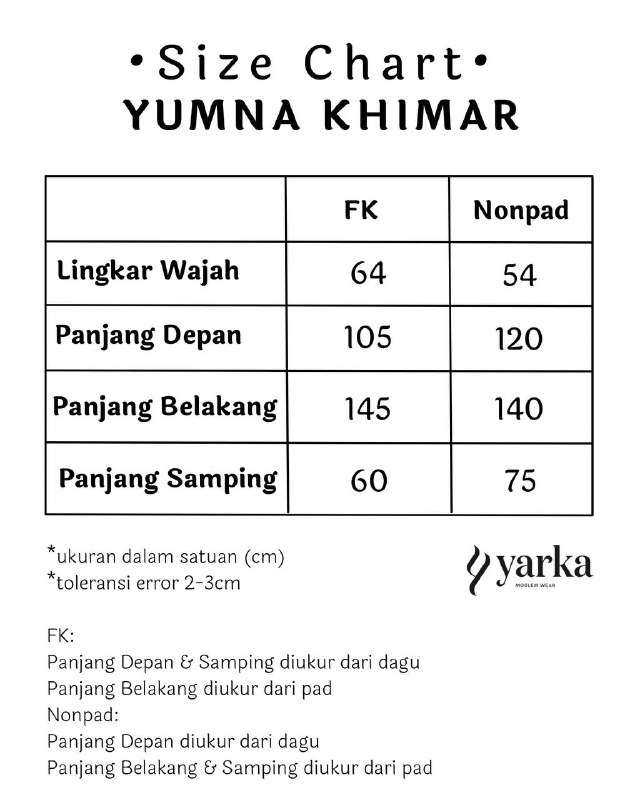 •Size Chart•
YUMNA KHIMAR
FK Nonpad
Lingkar Wajah 64 54
Panjang Depan 105 120
Panjang Belakang 145 140
Panjang Samping 60 75
*ukuran dalam satuan (cm)
*toleransi error 2-3cm
yarka
MOSLEM WEAR
FK:
Panjang Depan & Samping diukur dari dagu
Panjang Belakang diukur dari pad
Nonpad:
Panjang Depan diukur dari dagu
Panjang Belakang & Samping diukur dari pad